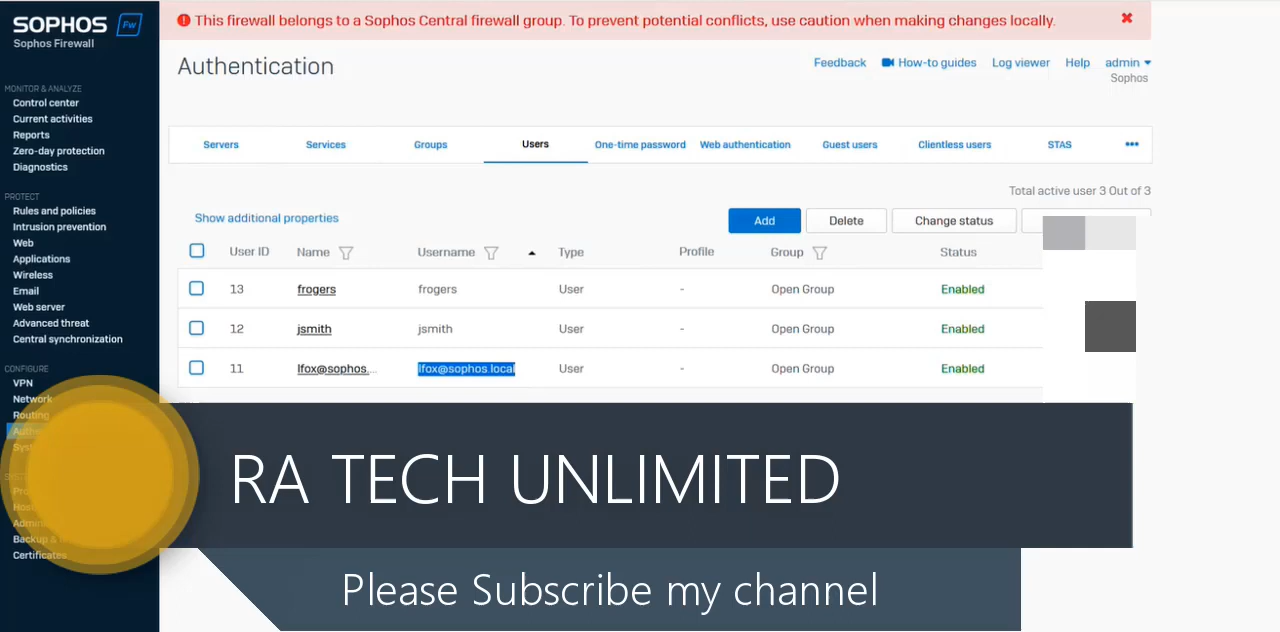 SOPHOS Fw
Sophos Firewall
This firewall belongs to a Sophos Central firewall group. To prevent potential conflicts, use caution when making changes locally.
Authentication
Feedback How-to guides Log viewer Help admin
Sophos
MONITOR & ANALYZE
Control center
Current activities
Reports
Zero-day protection
Diagnostics
PROTECT
Rules and policies
Intrusion prevention
Web
Applications
Wireless
Email
Web server
Advanced threat
Central synchronization
CONFIGURE
VPN
Network
Routing
Certificates
Servers Services Groups Users One-time password Web authentication Guest users Clientless users STAS •••
Total active user 3 Out of 3
Show additional properties Add Delete Change status
User ID Name Username Type Profile Group Status
13 frogers frogers User - Open Group Enabled
12 jsmith jsmith User - Open Group Enabled
11 lfox@sophos.... lfox@sophos.local User - Open Group Enabled
RA TECH UNLIMITED
Please Subscribe my channel